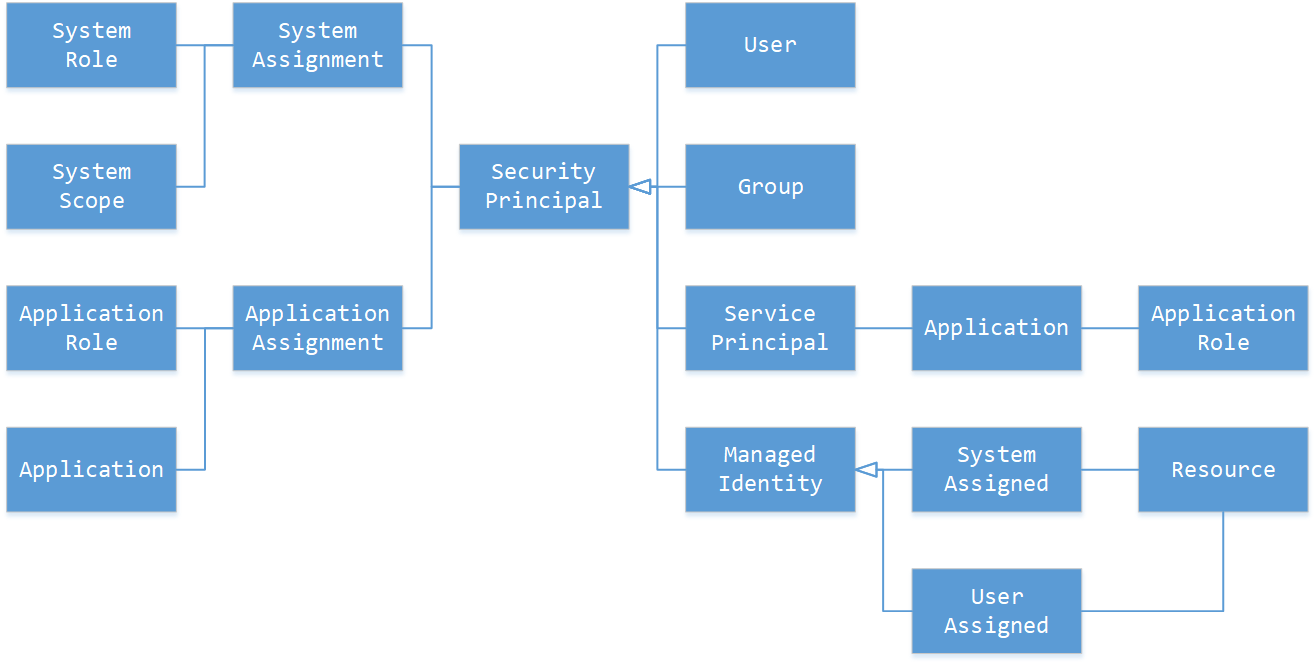 System
Role
System
Assignment
User
System
Scope
Security
Principal
Group
Application
Role
Application
Assignment
Service
Principal
Application
Application
Role
Application
Managed
Identity
System
Assigned
Resource
User
Assigned